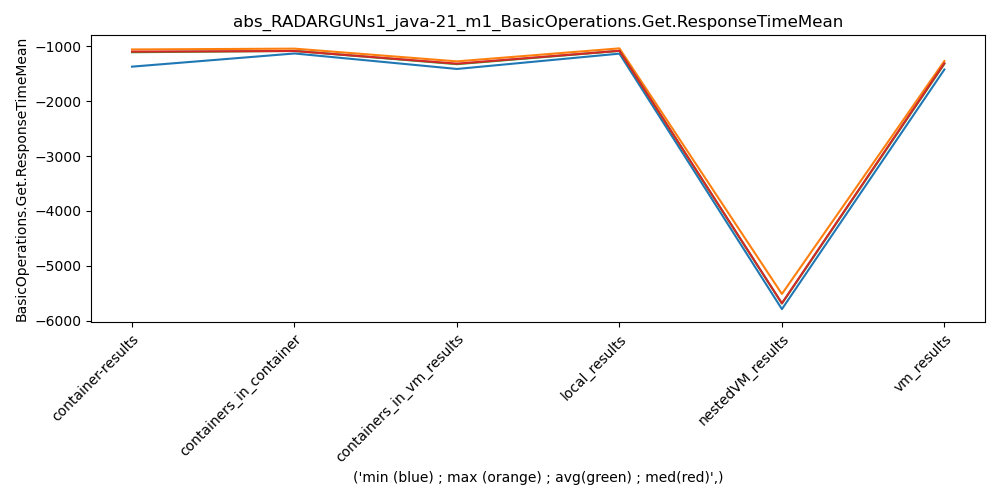 abs_RADARGUNs1_java-21_m1_BasicOperations.Get.ResponseTimeMean
BasicOperations.Get.ResponseTimeMean
−1000
−2000
−3000
−4000
−5000
−6000
container-results
containers_in_container
containers_in_vm_results
local_results
nestedVM_results
vm_results
('min (blue) ; max (orange) ; avg(green) ; med(red)',)